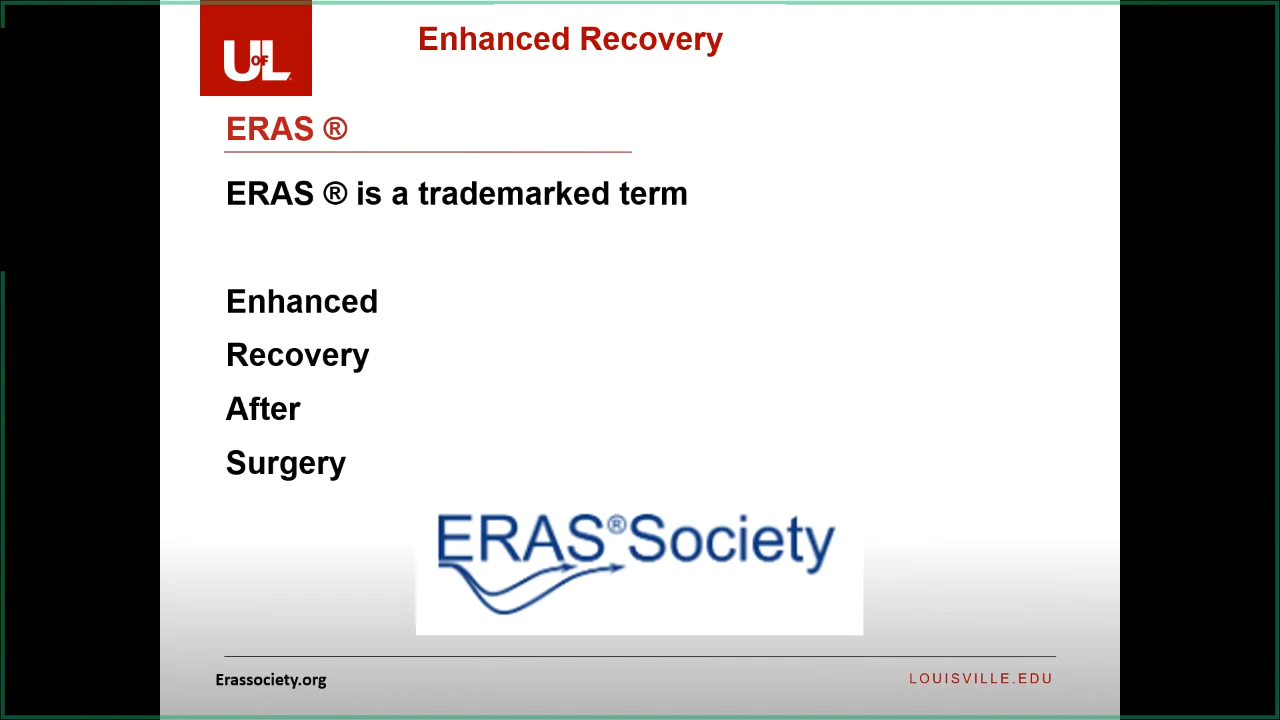 UofL
Enhanced Recovery
ERAS ®
ERAS ® is a trademarked term
Enhanced
Recovery
After
Surgery
ERAS®Society
Erassociety.org
LOUISVILLE.EDU